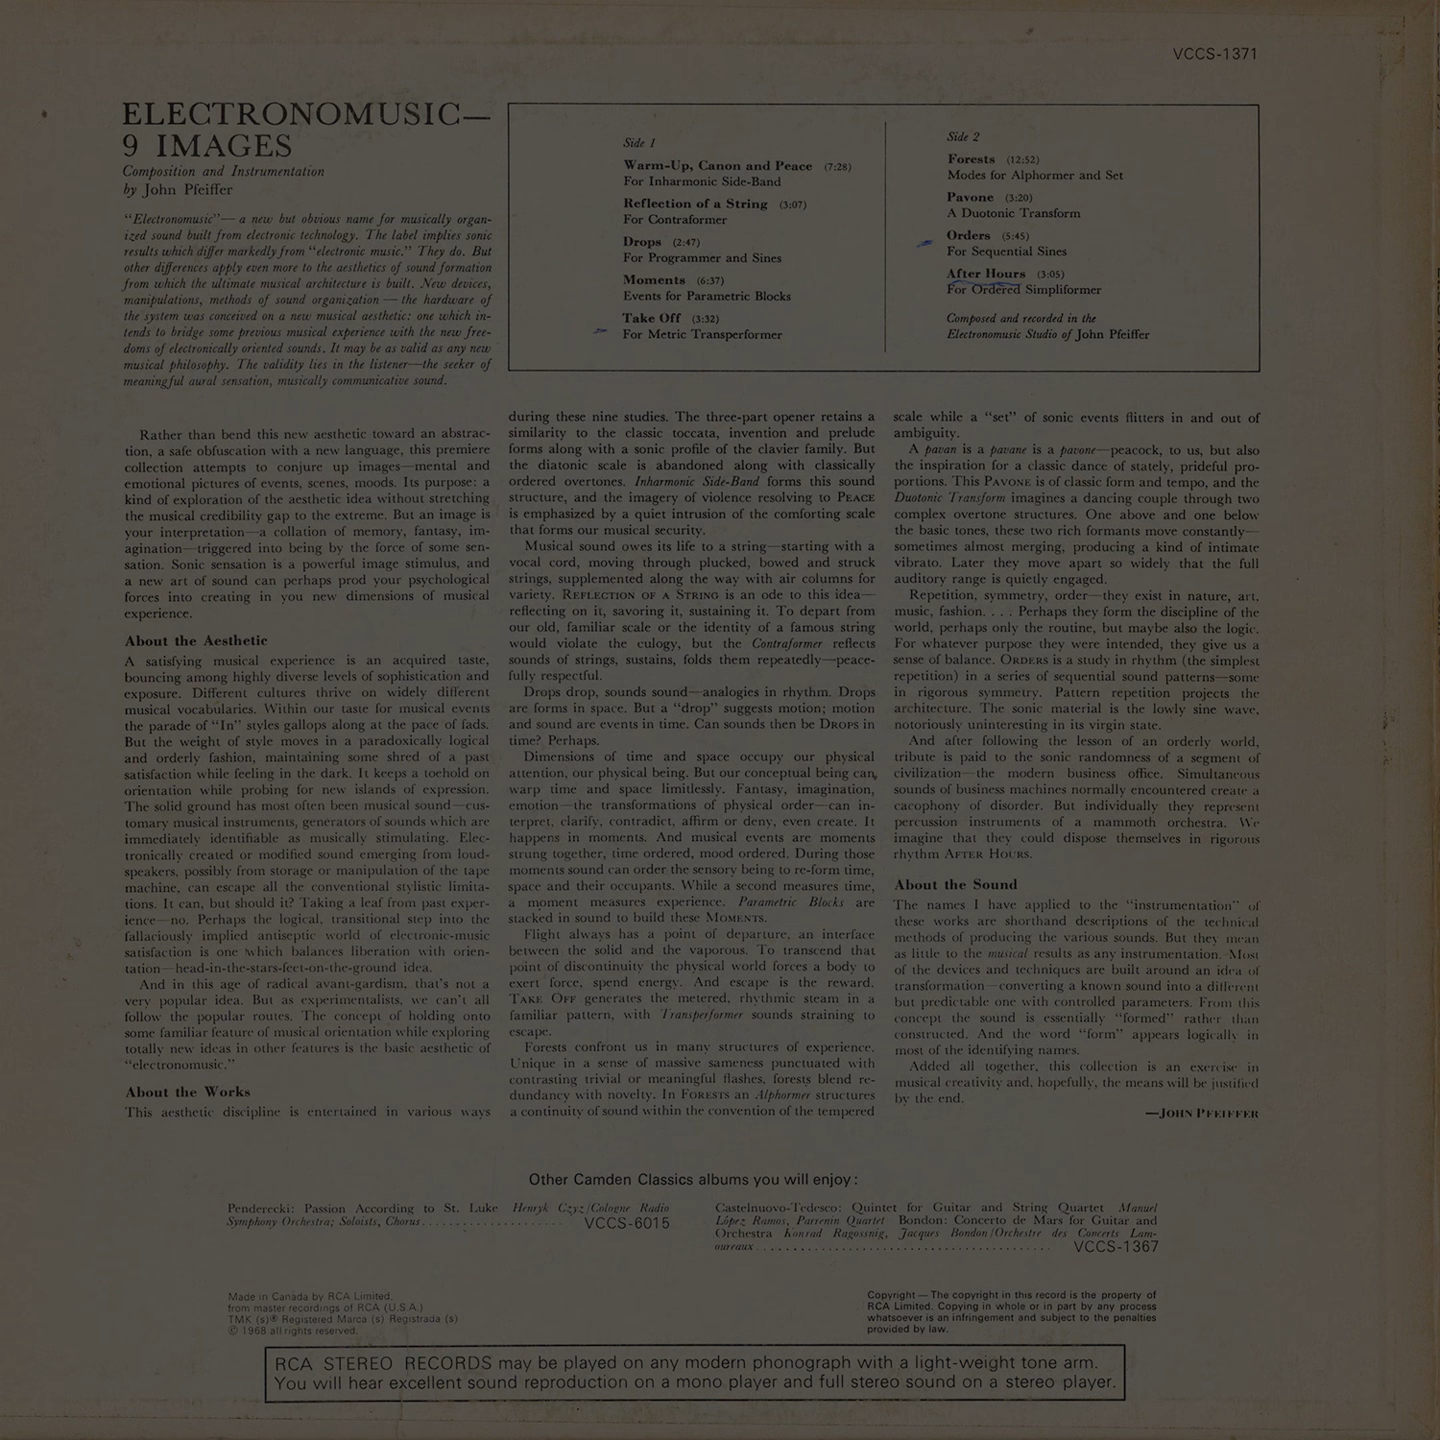 VCCS-1371
ELECTRONOMUSIC—
9 IMAGES
Composition and Instrumentation
by John Pfeiffer
“Electronomusic”— a new but obvious name for musically organ-
ized sound built from electronic technology. The label implies sonic
results which differ markedly from “electronic music.” They do. But
other differences apply even more to the aesthetics of sound formation
from which the ultimate musical architecture is built. New devices,
manipulations, methods of sound organization — the hardware of
the system was conceived on a new musical aesthetic: one which in-
tends to bridge some previous musical experience with the new free-
doms of electronically oriented sounds. It may be as valid as any new
musical philosophy. The validity lies in the listener—the seeker of
meaningful aural sensation, musically communicative sound.
Side 1
Warm-Up, Canon and Peace (7:28)
For Inharmonic Side-Band
Reflection of a String (3:07)
For Contraformer
Drops (2:47)
For Programmer and Sines
Moments (6:37)
Events for Parametric Blocks
Take Off (3:32)
For Metric Transperformer
Side 2
Forests (12:52)
Modes for Alphormer and Set
Pavone (3:20)
A Duotonic Transform
Orders (5:45)
For Sequential Sines
After Hours (3:05)
For Ordered Simpliformer
Composed and recorded in the
Electronomusic Studio of John Pfeiffer
Rather than bend this new aesthetic toward an abstrac-
tion, a safe obfuscation with a new language, this premiere
collection attempts to conjure up images—mental and
emotional pictures of events, scenes, moods. Its purpose: a
kind of exploration of the aesthetic idea without stretching
the musical credibility gap to the extreme. But an image is
your interpretation—a collation of memory, fantasy, im-
agination—triggered into being by the force of some sen-
sation. Sonic sensation is a powerful image stimulus, and
a new art of sound can perhaps prod your psychological
forces into creating in you new dimensions of musical
experience.
About the Aesthetic
A satisfying musical experience is an acquired taste,
bouncing among highly diverse levels of sophistication and
exposure. Different cultures thrive on widely different
musical vocabularies. Within our taste for musical events
the parade of “In” styles gallops along at the pace of fads.
But the weight of style moves in a paradoxically logical
and orderly fashion, maintaining some shred of a past
satisfaction while feeling in the dark. It keeps a toehold on
orientation while probing for new islands of expression.
The solid ground has most often been musical sound—cus-
tomary musical instruments, generators of sounds which are
immediately identifiable as musically stimulating. Elec-
tronically created or modified sound emerging from loud-
speakers, possibly from storage or manipulation of the tape
machine, can escape all the conventional stylistic limita-
tions. It can, but should it? Taking a leaf from past exper-
ience—no. Perhaps the logical, transitional step into the
fallaciously implied antiseptic world of electronic-music
satisfaction is one which balances liberation with orien-
tation—head-in-the-stars-feet-on-the-ground idea.
And in this age of radical avant-gardism, that's not a
very popular idea. But as experimentalists, we can't all
follow the popular routes. The concept of holding onto
some familiar feature of musical orientation while exploring
totally new ideas in other features is the basic aesthetic of
“electronomusic.”
About the Works
This aesthetic discipline is entertained in various ways
during these nine studies. The three-part opener retains a
similarity to the classic toccata, invention and prelude
forms along with a sonic profile of the clavier family. But
the diatonic scale is abandoned along with classically
ordered overtones. Inharmonic Side-Band forms this sound
structure, and the imagery of violence resolving to PEACE
is emphasized by a quiet intrusion of the comforting scale
that forms our musical security.
Musical sound owes its life to a string—starting with a
vocal cord, moving through plucked, bowed and struck
strings, supplemented along the way with air columns for
variety. REFLECTION OF A STRING is an ode to this idea—
reflecting on it, savoring it, sustaining it. To depart from
our old, familiar scale or the identity of a famous string
would violate the eulogy, but the Contraformer reflects
sounds of strings, sustains, folds them repeatedly—peace-
fully respectful.
Drops drop, sounds sound—analogies in rhythm. Drops
are forms in space. But a “drop” suggests motion; motion
and sound are events in time. Can sounds then be DROPS in
time? Perhaps.
Dimensions of time and space occupy our physical
attention, our physical being. But our conceptual being can,
warp time and space limitlessly. Fantasy, imagination,
emotion—the transformations of physical order—can in-
terpret, clarify, contradict, affirm or deny, even create. It
happens in moments. And musical events are moments
strung together, time ordered, mood ordered. During those
moments sound can order the sensory being to re-form time,
space and their occupants. While a second measures time,
a moment measures experience. Parametric Blocks are
stacked in sound to build these MOMENTS.
Flight always has a point of departure, an interface
between the solid and the vaporous. To transcend that
point of discontinuity the physical world forces a body to
exert force, spend energy. And escape is the reward.
TAKE OFF generates the metered, rhythmic steam in a
familiar pattern, with Transperformer sounds straining to
escape.
Forests confront us in many structures of experience.
Unique in a sense of massive sameness punctuated with
contrasting trivial or meaningful flashes, forests blend re-
dundancy with novelty. In FORESTS an Alphormer structures
a continuity of sound within the convention of the tempered
scale while a “set” of sonic events flitters in and out of
ambiguity.
A pavan is a pavane is a pavone—peacock, to us, but also
the inspiration for a classic dance of stately, prideful pro-
portions. This PAVONE is of classic form and tempo, and the
Duotonic Transform imagines a dancing couple through two
complex overtone structures. One above and one below
the basic tones, these two rich formants move constantly—
sometimes almost merging, producing a kind of intimate
vibrato. Later they move apart so widely that the full
auditory range is quietly engaged.
Repetition, symmetry, order—they exist in nature, art,
music, fashion. . . . Perhaps they form the discipline of the
world, perhaps only the routine, but maybe also the logic.
For whatever purpose they were intended, they give us a
sense of balance. ORDERS is a study in rhythm (the simplest
repetition) in a series of sequential sound patterns—some
in rigorous symmetry. Pattern repetition projects the
architecture. The sonic material is the lowly sine wave,
notoriously uninteresting in its virgin state.
And after following the lesson of an orderly world,
tribute is paid to the sonic randomness of a segment of
civilization—the modern business office. Simultaneous
sounds of business machines normally encountered create a
cacophony of disorder. But individually they represent
percussion instruments of a mammoth orchestra. We
imagine that they could dispose themselves in rigorous
rhythm AFTER HOURS.
About the Sound
The names I have applied to the “instrumentation” of
these works are shorthand descriptions of the technical
methods of producing the various sounds. But they mean
as little to the musical results as any instrumentation. Most
of the devices and techniques are built around an idea of
transformation—converting a known sound into a different
but predictable one with controlled parameters. From this
concept the sound is essentially “formed” rather than
constructed. And the word “form” appears logically in
most of the identifying names.
Added all together, this collection is an exercise in
musical creativity and, hopefully, the means will be justified
by the end.
—JOHN PFEIFFER
Other Camden Classics albums you will enjoy:
Penderecki: Passion According to St. Luke Henryk Czyz/Cologne Radio
Symphony Orchestra; Soloists, Chorus . . . . . . . . . . . . . . . . . . VCCS-6015
Castelnuovo-Tedesco: Quintet for Guitar and String Quartet Manuel
López Ramos, Parrenin Quartet Bondon: Concerto de Mars for Guitar and
Orchestra Konrad Ragossnig, Jacques Bondon/Orchestre des Concerts Lam-
oureaux . . . . . . . . . . . . . . . . . . . . . . . . . . . . . . . . . . . . . . . VCCS-1367
Made in Canada by RCA Limited,
from master recordings of RCA (U.S.A.)
TMK (s)® Registered Marca (s) Registrada (s)
© 1968 all rights reserved.
Copyright — The copyright in this record is the property of
RCA Limited. Copying in whole or in part by any process
whatsoever is an infringement and subject to the penalties
provided by law.
RCA STEREO RECORDS may be played on any modern phonograph with a light-weight tone arm.
You will hear excellent sound reproduction on a mono player and full stereo sound on a stereo player.